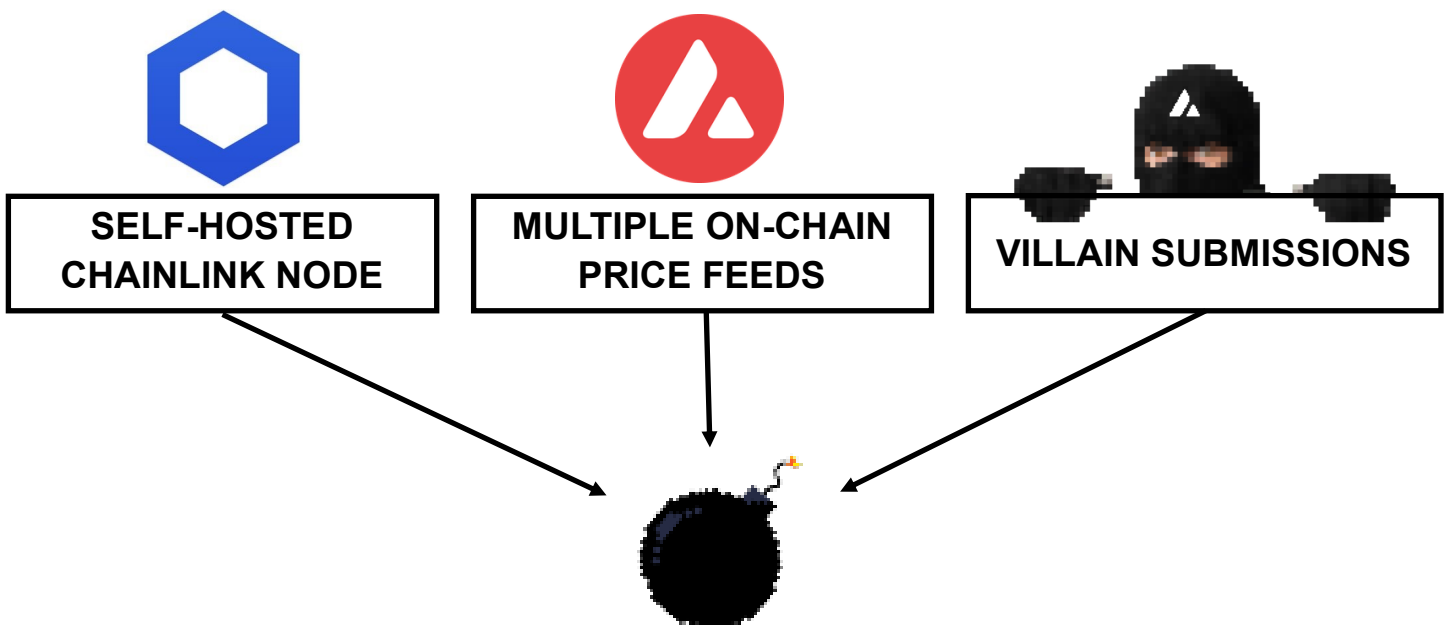 SELF-HOSTED
CHAINLINK NODE
MULTIPLE ON-CHAIN
PRICE FEEDS
VILLAIN SUBMISSIONS